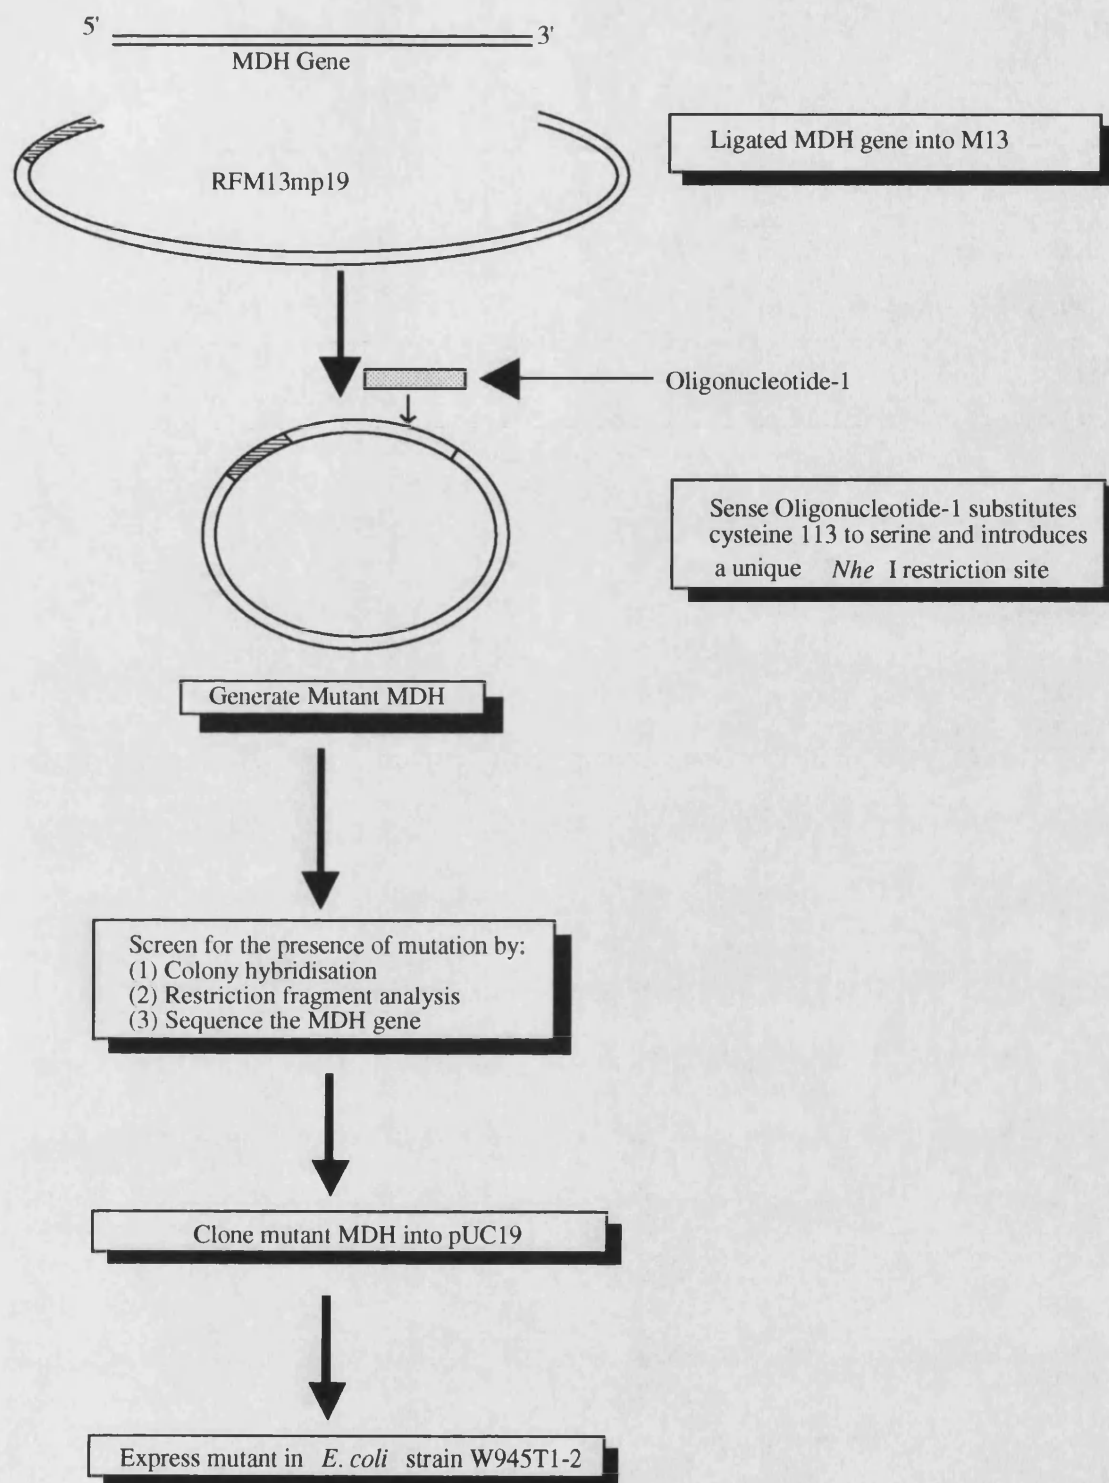 5'
3'
MDH Gene
RFM13mp19
Ligated MDH gene into M13
Oligonucleotide-1
Sense Oligonucleotide-1 substitutes
cysteine 113 to serine and introduces
a unique Nhe I restriction site
Generate Mutant MDH
Screen for the presence of mutation by:
(1) Colony hybridisation
(2) Restriction fragment analysis
(3) Sequence the MDH gene
Clone mutant MDH into pUC19
Express mutant in E. coli strain W945T1-2